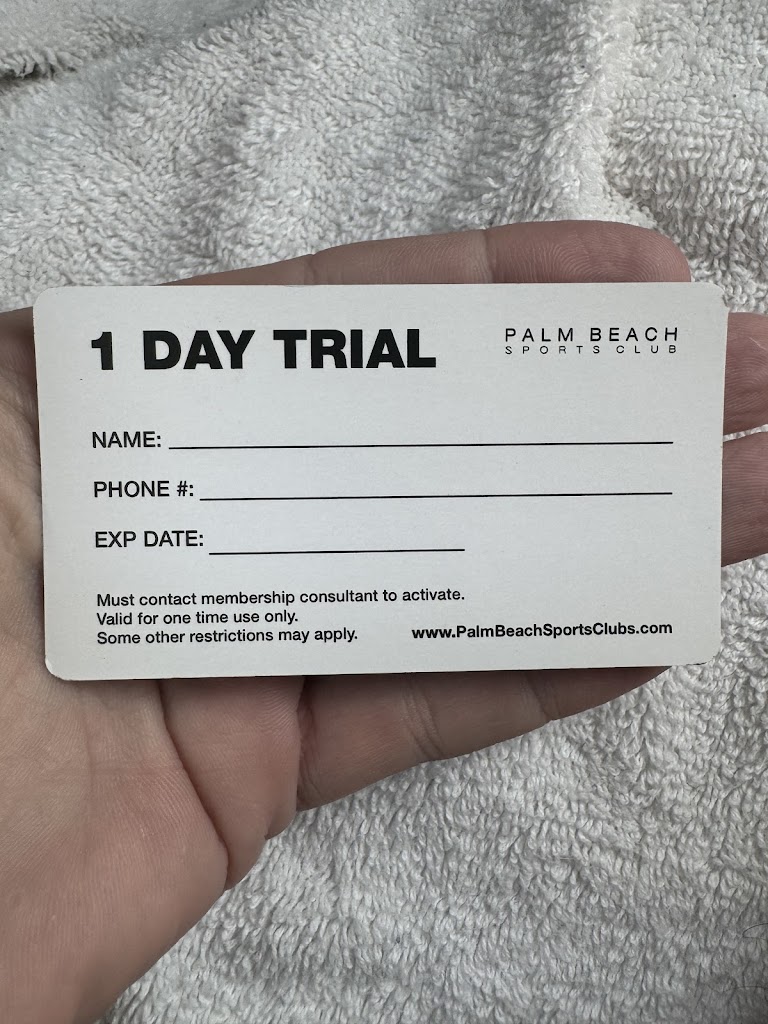 1 DAY TRIAL
PALM BEACH
SPORTS CLUB
NAME:
PHONE #:
EXP DATE:
Must contact membership consultant to activate.
Valid for one time use only.
Some other restrictions may apply.
www.PalmBeachSportsClubs.com